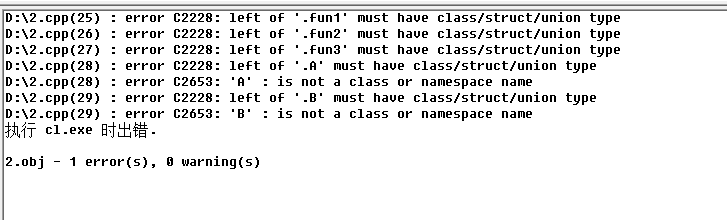 D:\2.cpp(25) : error C2228: left of '.fun1' must have class/struct/union type
D:\2.cpp(26) : error C2228: left of '.fun2' must have class/struct/union type
D:\2.cpp(27) : error C2228: left of '.fun3' must have class/struct/union type
D:\2.cpp(28) : error C2228: left of '.A' must have class/struct/union type
D:\2.cpp(28) : error C2653: 'A' : is not a class or namespace name
D:\2.cpp(29) : error C2228: left of '.B' must have class/struct/union type
D:\2.cpp(29) : error C2653: 'B' : is not a class or namespace name
执行 cl.exe 时出错.
2.obj - 1 error(s), 0 warning(s)